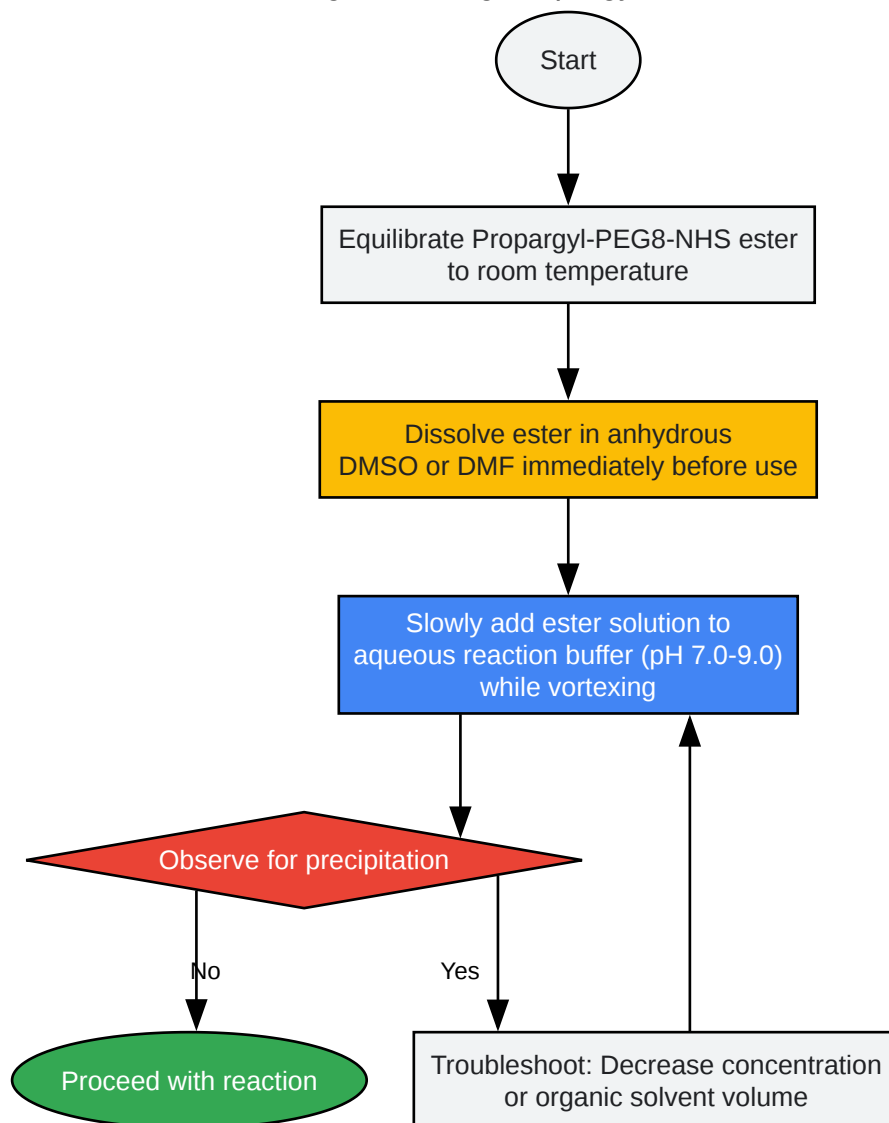 Start
Equilibrate Propargyl-PEG8-NHS ester
to room temperature
Dissolve ester in anhydrous
DMSO or DMF immediately before use
Slowly add ester solution to
aqueous reaction buffer (pH 7.0-9.0)
while vortexing
Observe for precipitation
No
Yes
Proceed with reaction
Troubleshoot: Decrease concentration
or organic solvent volume